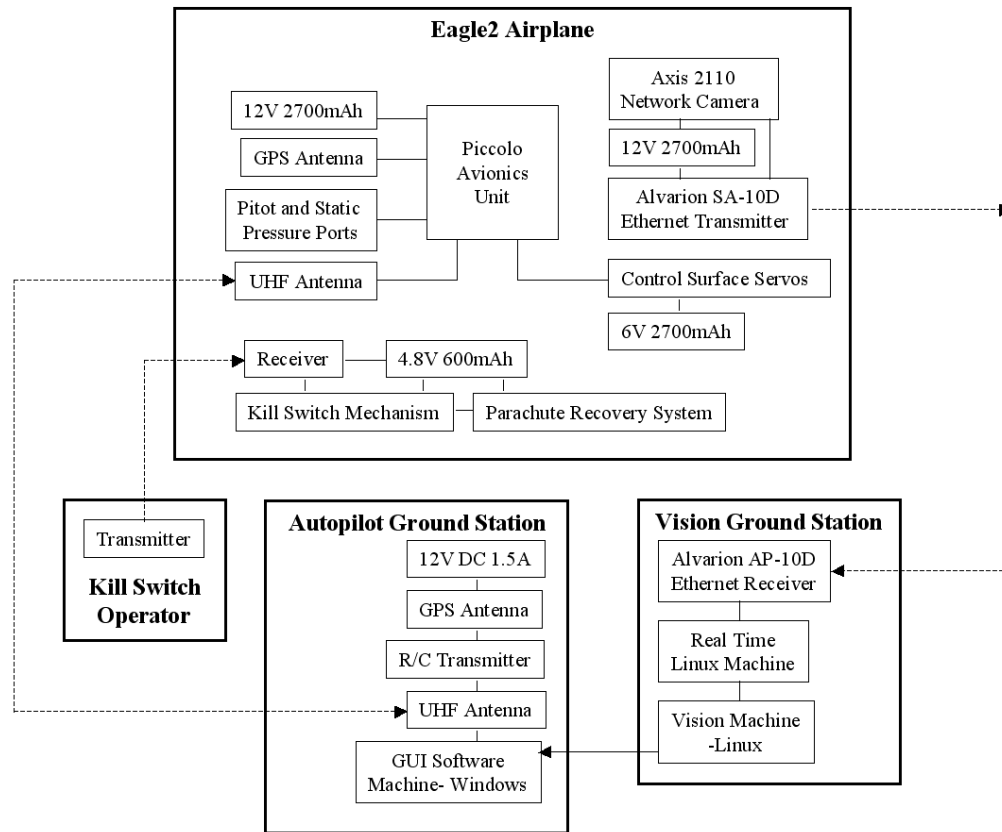 Eagle2 Airplane
12V 2700mAh
GPS Antenna
Pitot and Static
Pressure Ports
UHF Antenna
Piccolo
Avionics
Unit
Axis 2110
Network Camera
12V 2700mAh
Alvarion SA-10D
Ethernet Transmitter
Control Surface Servos
6V 2700mAh
Receiver
4.8V 600mAh
Kill Switch Mechanism
Parachute Recovery System
Transmitter
Kill Switch
Operator
Autopilot Ground Station
12V DC 1.5A
GPS Antenna
R/C Transmitter
UHF Antenna
GUI Software
Machine- Windows
Vision Ground Station
Alvarion AP-10D
Ethernet Receiver
Real Time
Linux Machine
Vision Machine
-Linux